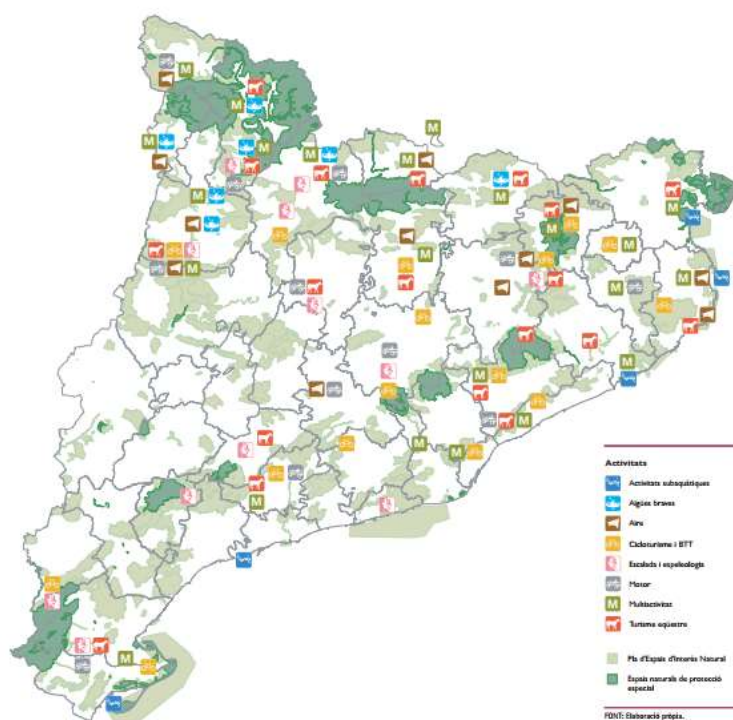 Activitats
Activitats subaquàtiques
Aigües braves
Aire
Cicloturisme i BTT
Escalada i espeleologia
Motor
Multiactivitat
Turisme eqüestre
Pla d'Espais d'Interès Natural
Espais naturals de protecció
especial
FONT: Elaboració pròpia.